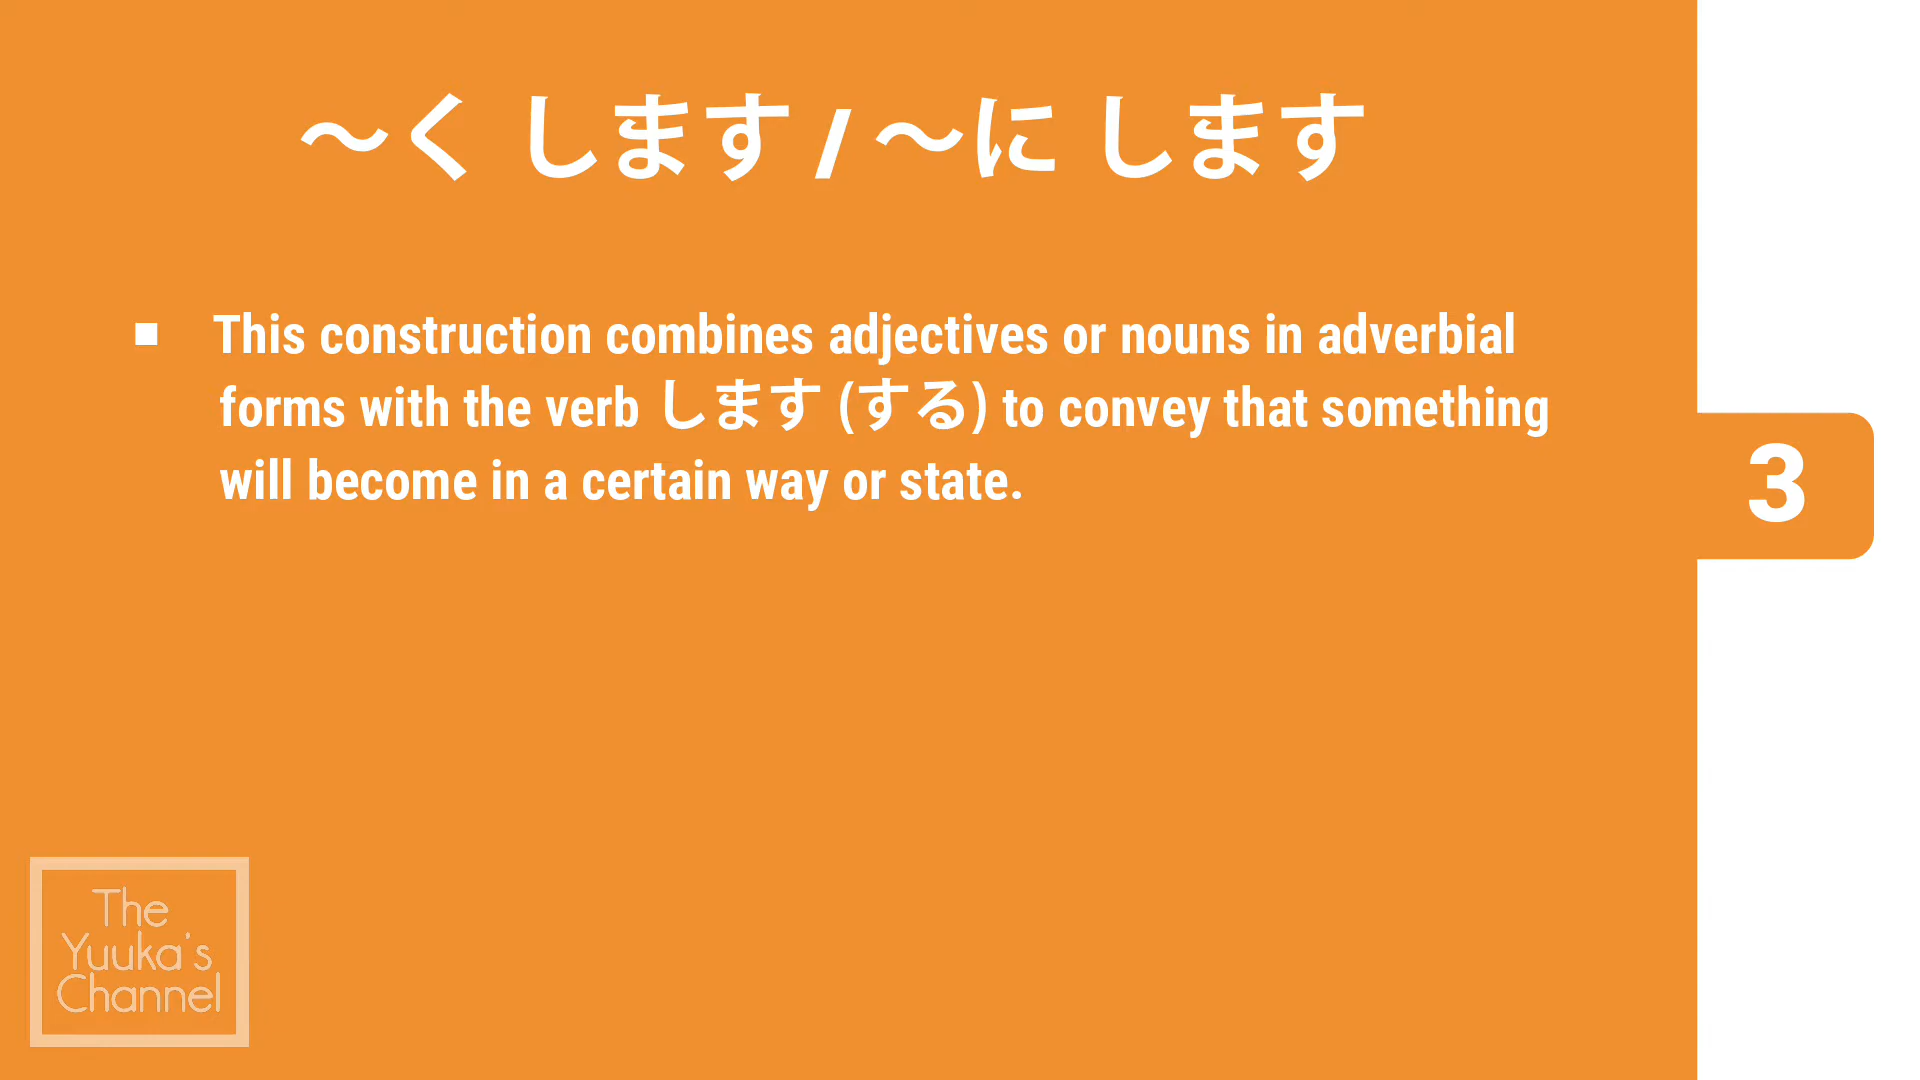 ～く します / ～に します
■ This construction combines adjectives or nouns in adverbial
forms with the verb します (する) to convey that something
will become in a certain way or state.
3
The
Yuuka's
Channel